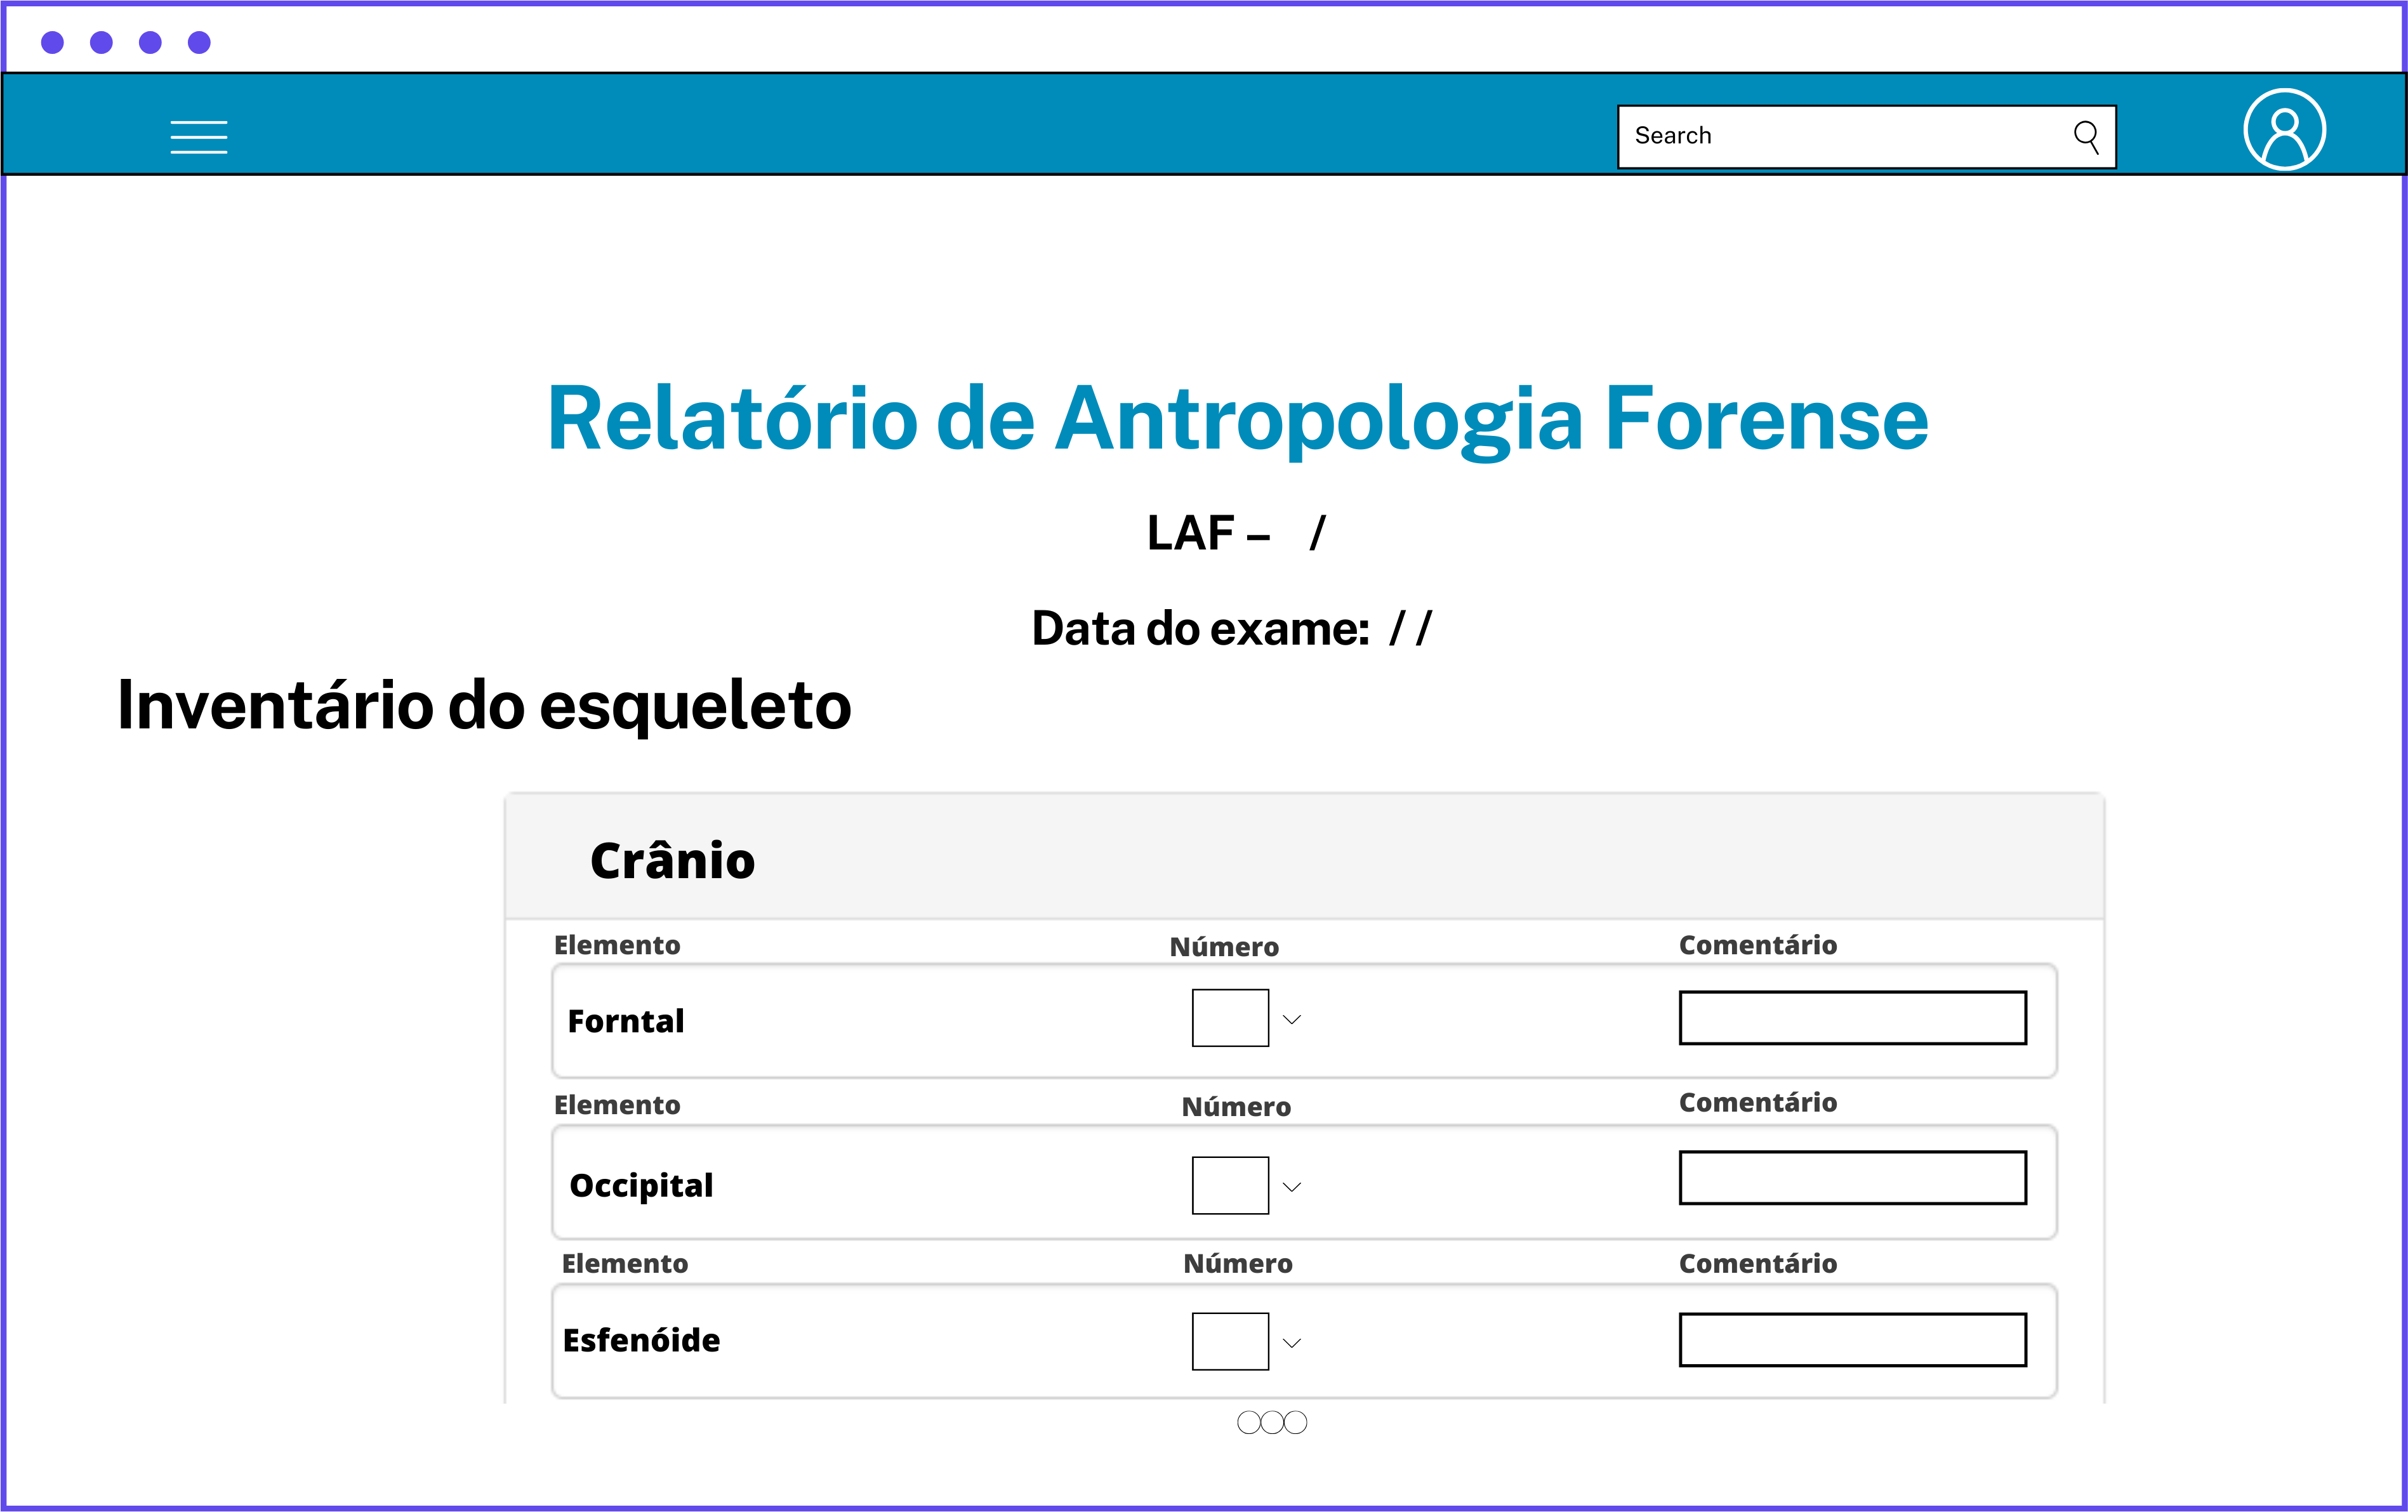 Search
Relatório de Antropologia Forense
LAF – /
Data do exame: / /
Inventário do esqueleto
Crânio
Elemento Número Comentário
Forntal
Elemento Número Comentário
Occipital
Elemento Número Comentário
Esfenóide